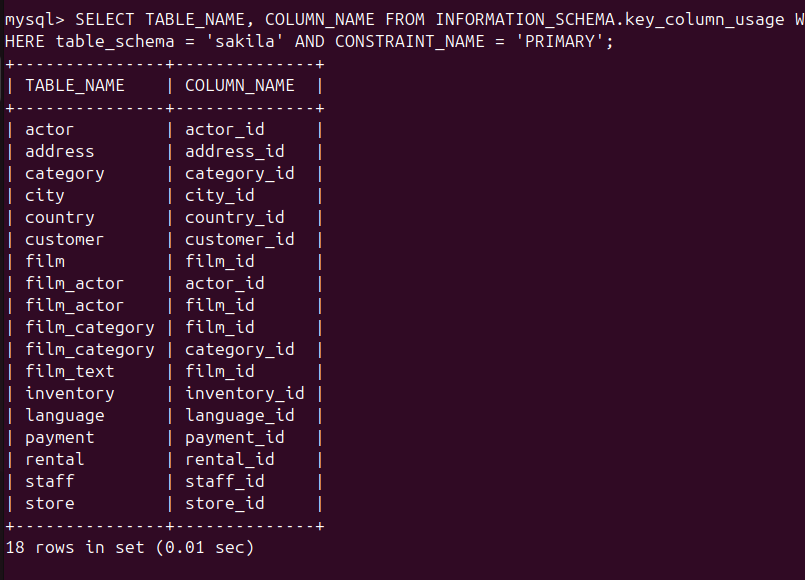 mysql> SELECT TABLE_NAME, COLUMN_NAME FROM INFORMATION_SCHEMA.key_column_usage W
HERE table_schema = 'sakila' AND CONSTRAINT_NAME = 'PRIMARY';
+---------------+--------------+
| TABLE_NAME    | COLUMN_NAME  |
+---------------+--------------+
| actor         | actor_id     |
| address       | address_id   |
| category      | category_id  |
| city          | city_id      |
| country       | country_id   |
| customer      | customer_id  |
| film          | film_id      |
| film_actor    | actor_id     |
| film_actor    | film_id      |
| film_category | film_id      |
| film_category | category_id  |
| film_text     | film_id      |
| inventory     | inventory_id |
| language      | language_id  |
| payment       | payment_id   |
| rental        | rental_id    |
| staff         | staff_id     |
| store         | store_id     |
+---------------+--------------+
18 rows in set (0.01 sec)